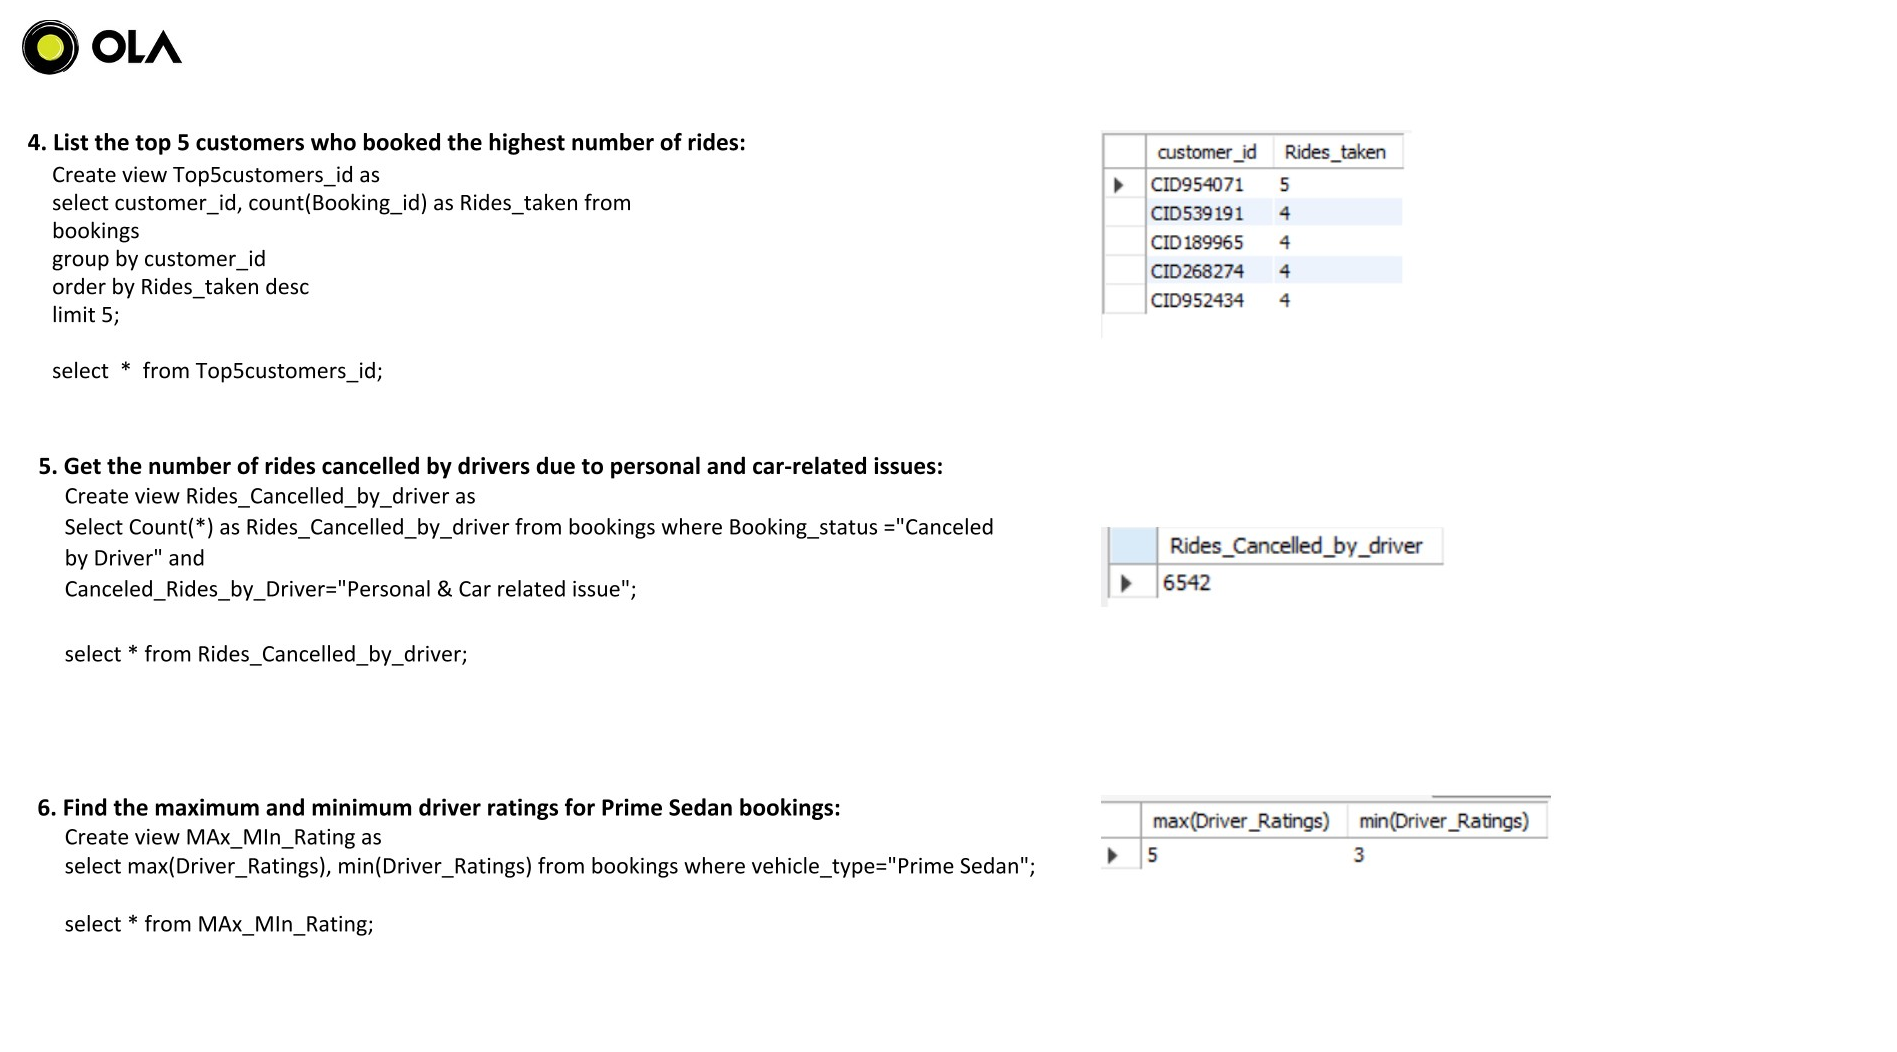 OLA
4. List the top 5 customers who booked the highest number of rides:
Create view Top5customers_id as
select customer_id, count(Booking_id) as Rides_taken from
bookings
group by customer_id
order by Rides_taken desc
limit 5;
select * from Top5customers_id;
customer_id Rides_taken
CID954071 5
CID539191 4
CID189965 4
CID268274 4
CID952434 4
5. Get the number of rides cancelled by drivers due to personal and car-related issues:
Create view Rides_Cancelled_by_driver as
Select Count(*) as Rides_Cancelled_by_driver from bookings where Booking_status ="Canceled
by Driver" and
Canceled_Rides_by_Driver="Personal & Car related issue";
select * from Rides_Cancelled_by_driver;
Rides_Cancelled_by_driver
6542
6. Find the maximum and minimum driver ratings for Prime Sedan bookings:
Create view MAx_MIn_Rating as
select max(Driver_Ratings), min(Driver_Ratings) from bookings where vehicle_type="Prime Sedan";
select * from MAx_MIn_Rating;
max(Driver_Ratings) min(Driver_Ratings)
5 3